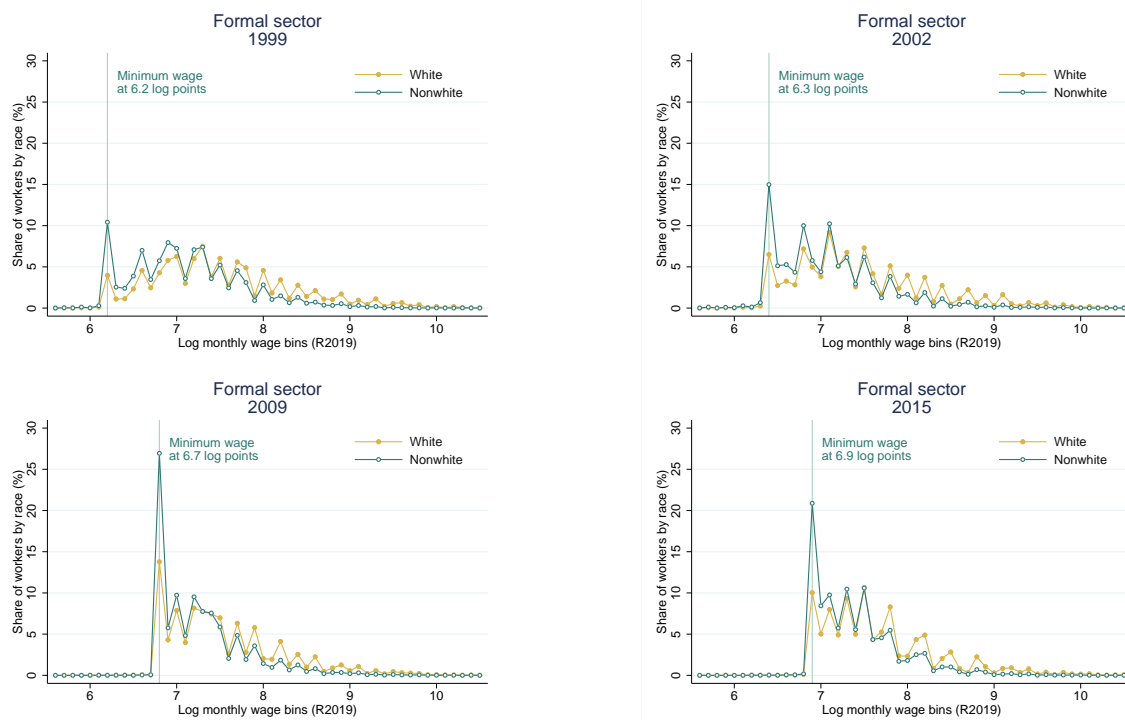 Formal sector
1999
Share of workers by race (%)
30
25
20
15
10
5
0
Minimum wage
at 6.2 log points
White
Nonwhite
6 7 8 9 10
Log monthly wage bins (R2019)
Formal sector
2002
Share of workers by race (%)
30
25
20
15
10
5
0
Minimum wage
at 6.3 log points
White
Nonwhite
6 7 8 9 10
Log monthly wage bins (R2019)
Formal sector
2009
Share of workers by race (%)
30
25
20
15
10
5
0
Minimum wage
at 6.7 log points
White
Nonwhite
6 7 8 9 10
Log monthly wage bins (R2019)
Formal sector
2015
Share of workers by race (%)
30
25
20
15
10
5
0
Minimum wage
at 6.9 log points
White
Nonwhite
6 7 8 9 10
Log monthly wage bins (R2019)